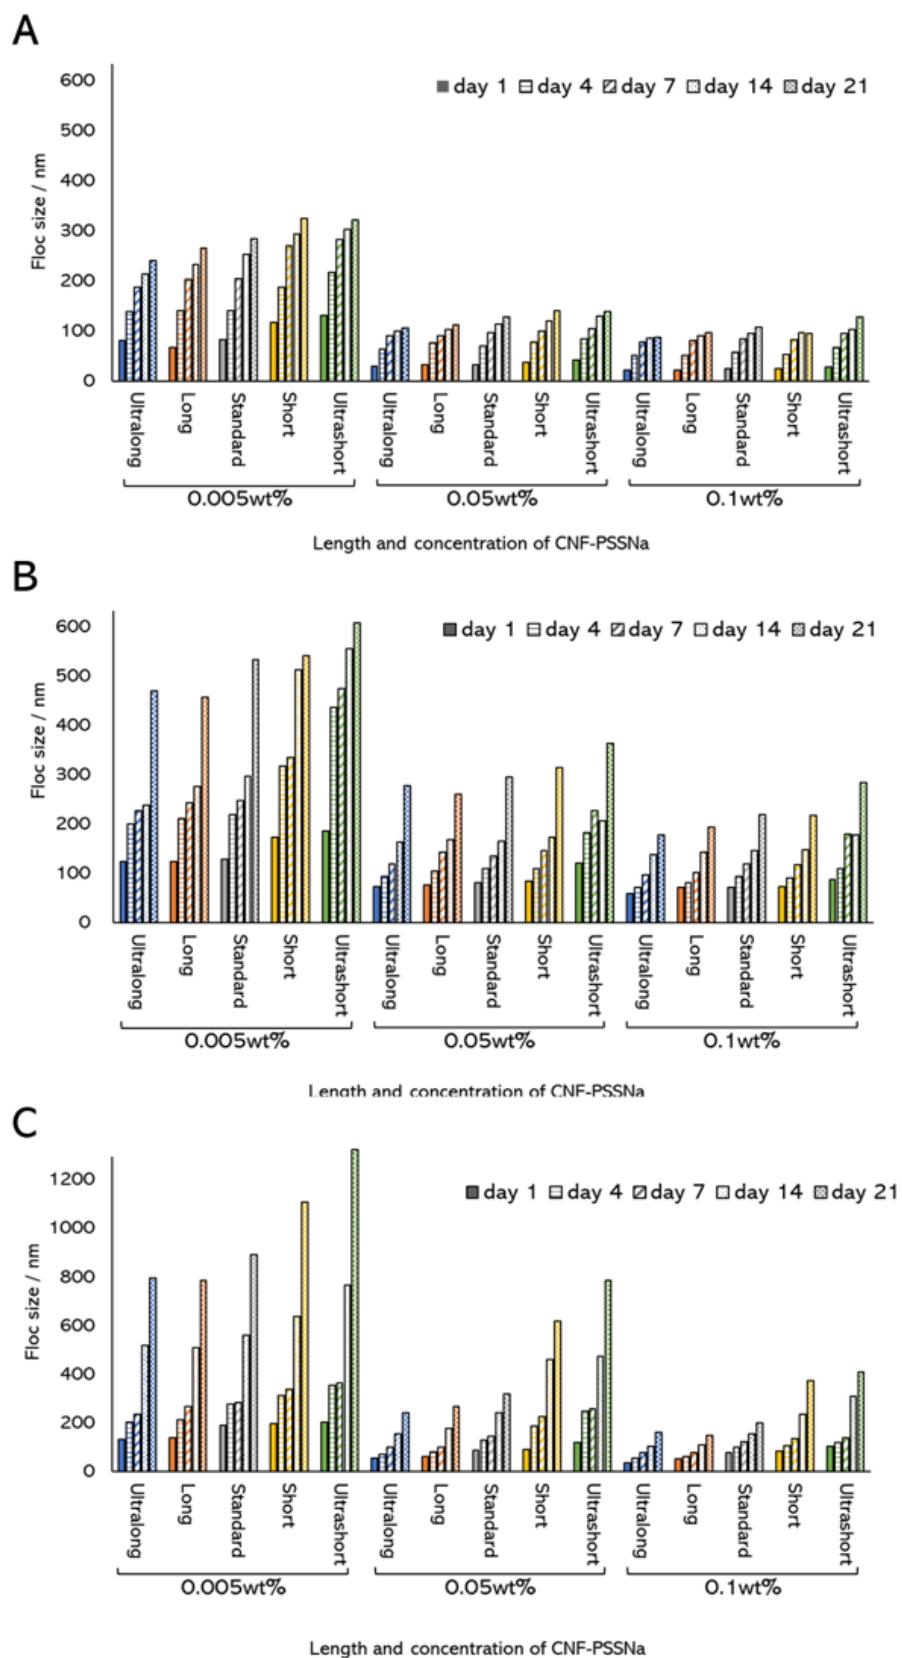 A
600
500
400
300
200
100
0
Floc size / nm
day 1 day 4 day 7 day 14 day 21
Ultralong Long Standard Short Ultrashort Ultralong Long Standard Short Ultrashort Ultralong Long Standard Short Ultrashort
0.005wt% 0.05wt% 0.1wt%
Length and concentration of CNF-PSSNa
B
600
500
400
300
200
100
0
Floc size / nm
day 1 day 4 day 7 day 14 day 21
Ultralong Long Standard Short Ultrashort Ultralong Long Standard Short Ultrashort Ultralong Long Standard Short Ultrashort
0.005wt% 0.05wt% 0.1wt%
Length and concentration of CNF-PSSNa
C
1200
1000
800
600
400
200
0
Floc size / nm
day 1 day 4 day 7 day 14 day 21
Ultralong Long Standard Short Ultrashort Ultralong Long Standard Short Ultrashort Ultralong Long Standard Short Ultrashort
0.005wt% 0.05wt% 0.1wt%
Length and concentration of CNF-PSSNa